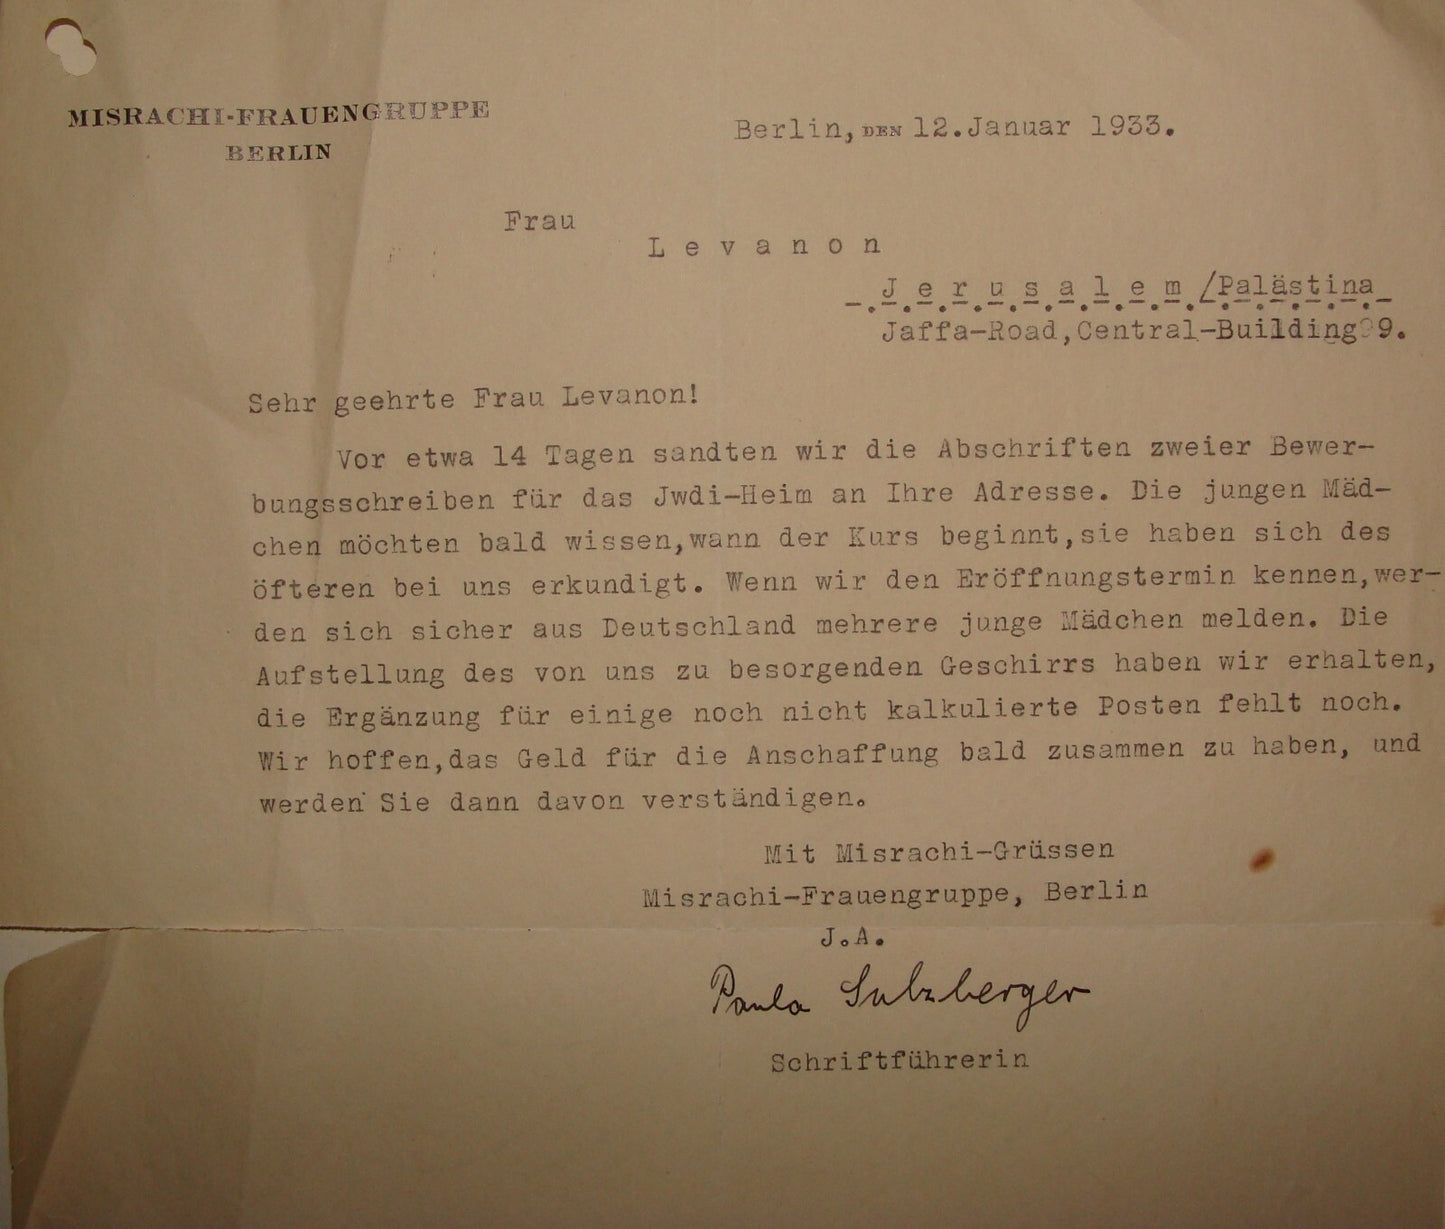 MISRACHI-FRAUENGRUPPE
BERLIN
Berlin, DEN 12.Januar 1933.
Frau
L e v a n o n
J e r u s a l e m /Palästina
Jaffa-Road,Central-Building 9.
Sehr geehrte Frau Levanon!
Vor etwa 14 Tagen sandten wir die Abschriften zweier Bewer-
bungsschreiben für das Jwdi-Heim an Ihre Adresse. Die jungen Mäd-
chen möchten bald wissen,wann der Kurs beginnt,sie haben sich des
öfteren bei uns erkundigt. Wenn wir den Eröffnungstermin kennen,wer-
den sich sicher aus Deutschland mehrere junge Mädchen melden. Die
Aufstellung des von uns zu besorgenden Geschirrs haben wir erhalten,
die Ergänzung für einige noch nicht kalkulierte Posten fehlt noch.
Wir hoffen,das Geld für die Anschaffung bald zusammen zu haben, und
werden Sie dann davon verständigen.
Mit Misrachi-Grüssen
Misrachi-Frauengruppe, Berlin
J.A.
Paula Sulzberger
Schriftführerin